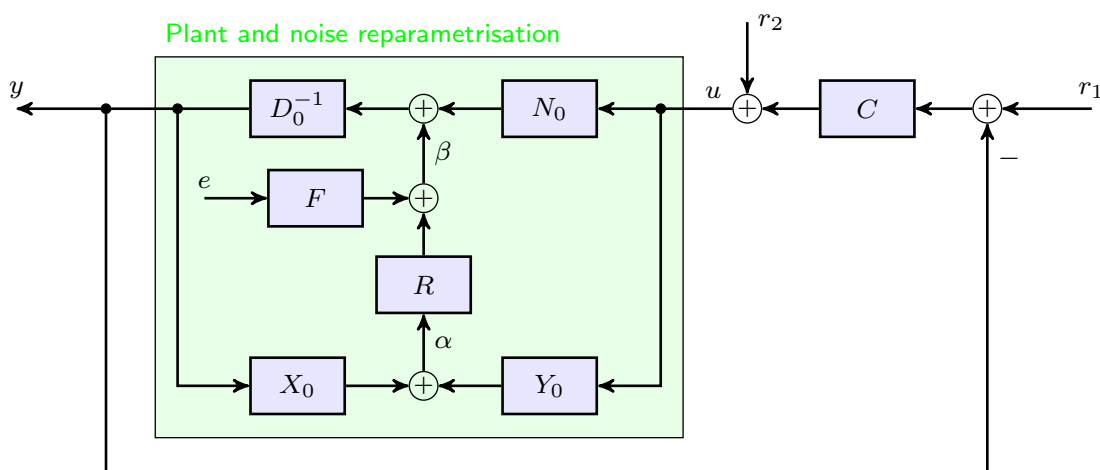 Plant and noise reparametrisation
r₂
y
D₀⁻¹
+
N₀
u
+
C
+
r₁
β
−
e
F
+
R
α
X₀
+
Y₀